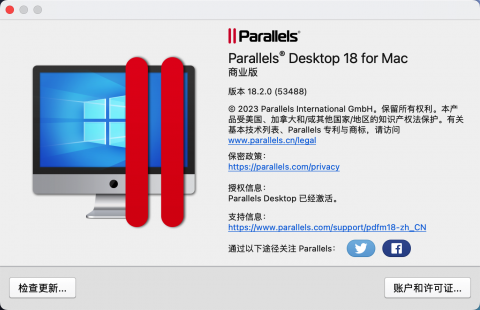 Parallels®
Parallels® Desktop 18 for Mac
商业版
版本 18.2.0 (53488)
© 2023 Parallels International GmbH。保留所有权利。本产
品受美国、加拿大和/或其他国家/地区的知识产权法保护。有关
基本技术列表、Parallels 专利与商标，请访问
www.parallels.cn/legal
保密政策：
https://parallels.com/privacy
授权信息：
Parallels Desktop 已经激活。
支持信息：
https://www.parallels.com/support/pdfm18-zh_CN
通过以下途径关注 Parallels：
检查更新...
账户和许可证...